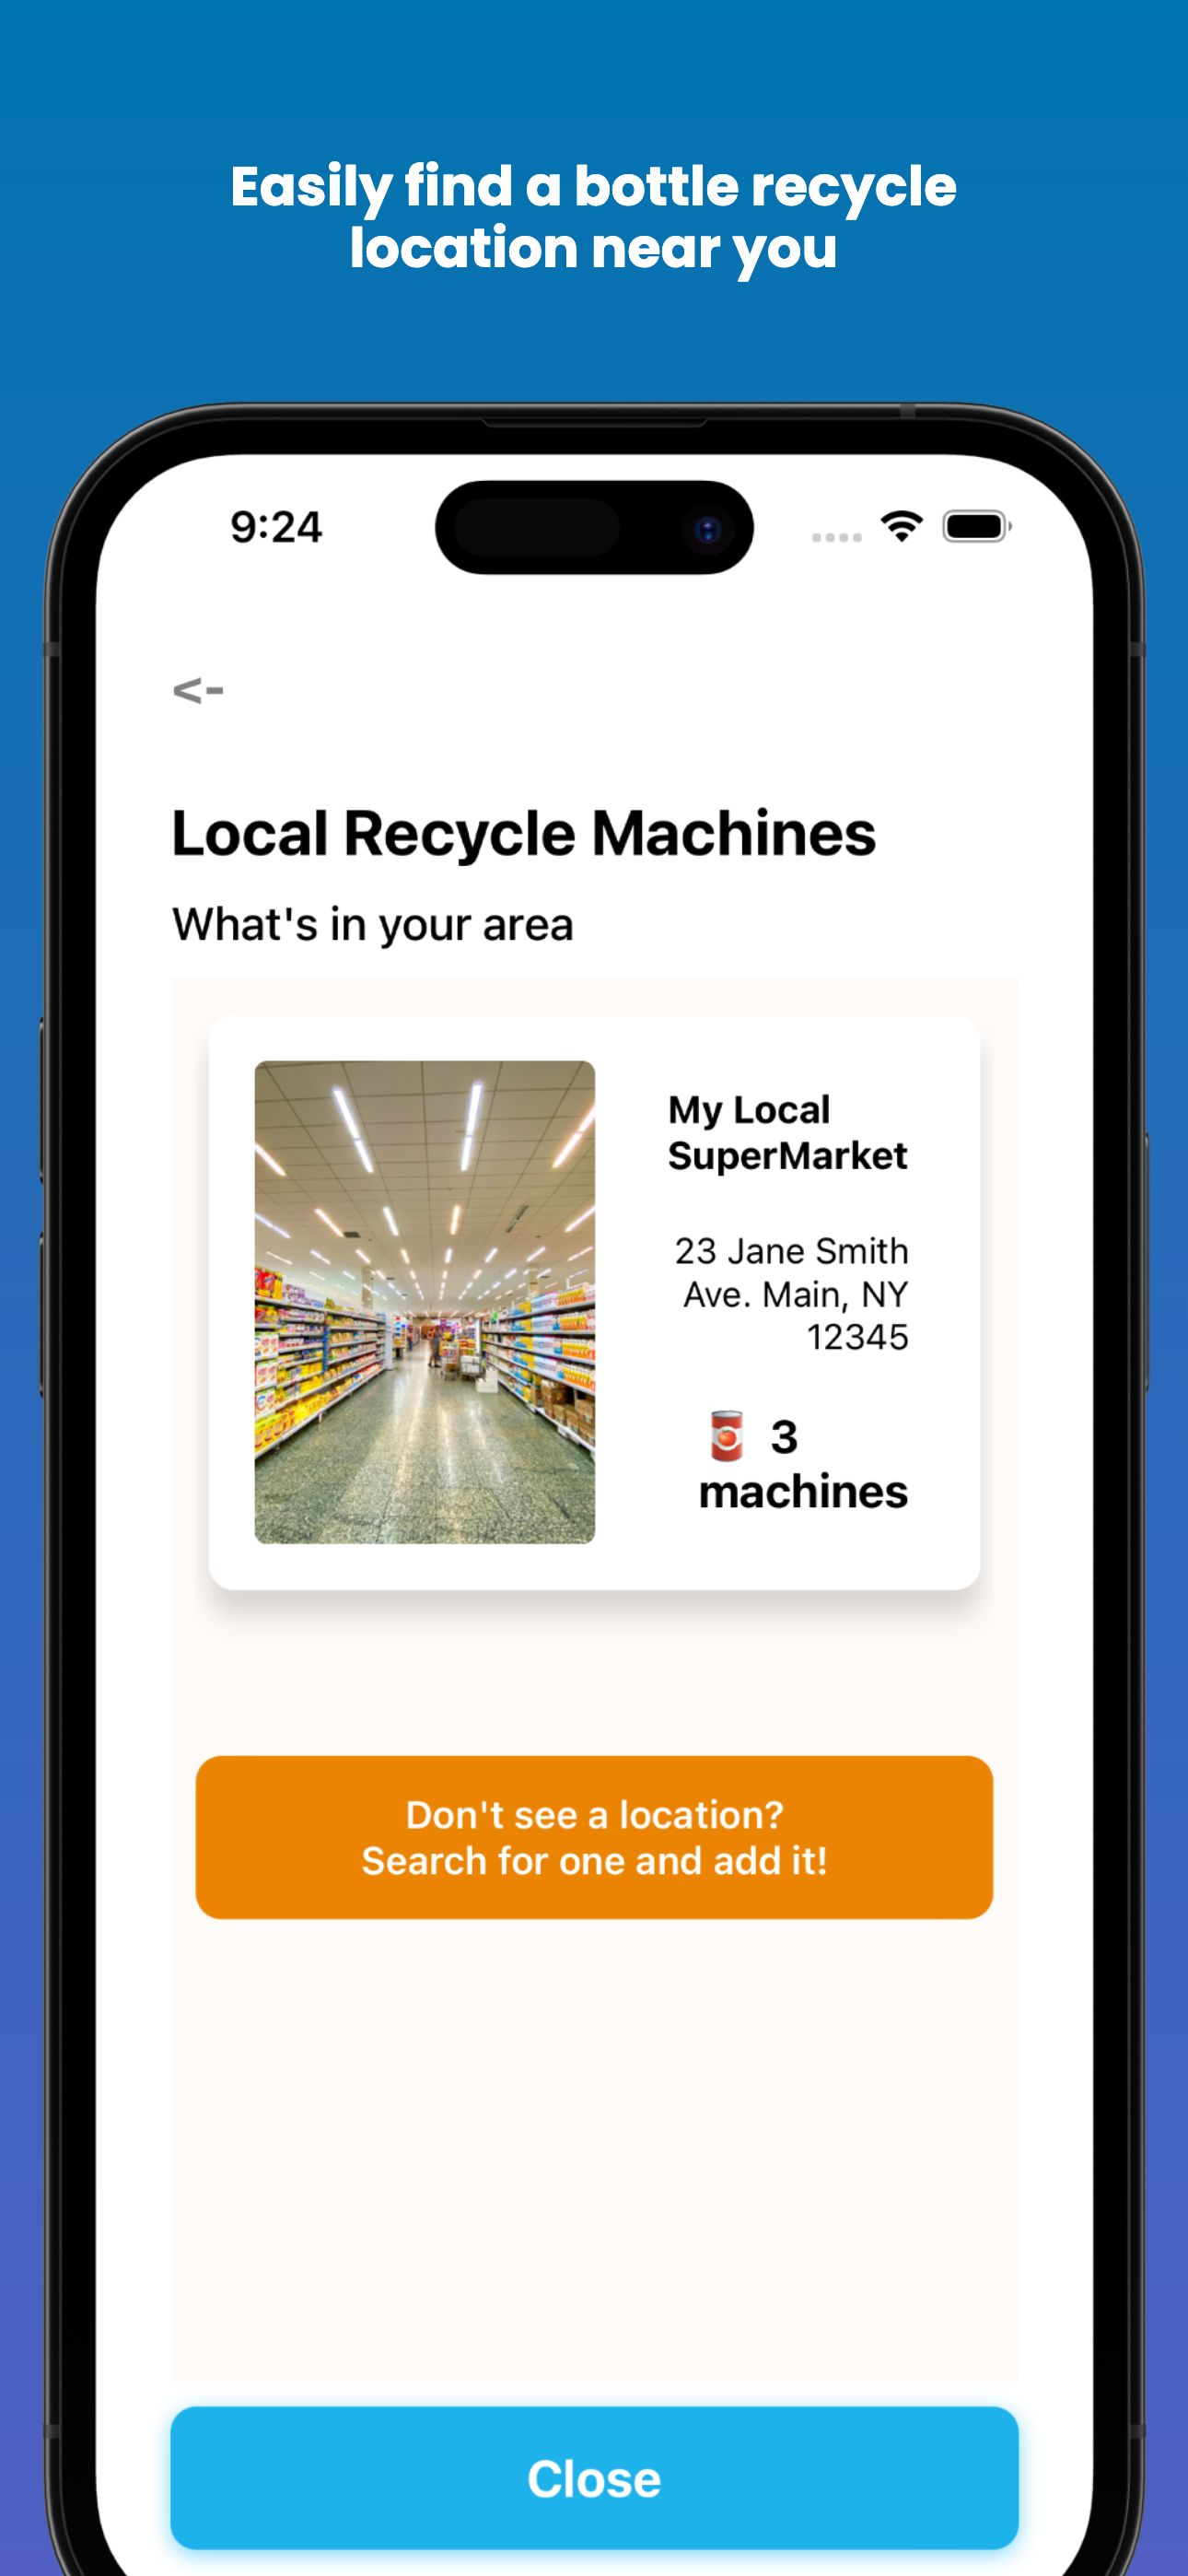 Easily find a bottle recycle
location near you
9:24
<-
Local Recycle Machines
What's in your area
My Local
SuperMarket
23 Jane Smith
Ave. Main, NY
12345
3
machines
Don't see a location?
Search for one and add it!
Close